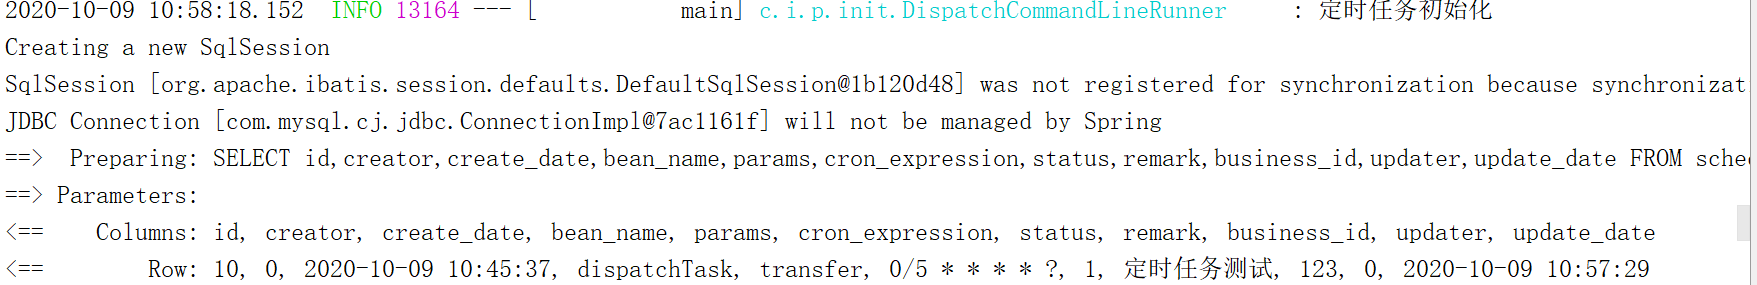 2020-10-09 10:58:18.152  INFO 13164 --- [           main] c.i.p.init.DispatchCommandLineRunner     : 定时任务初始化
Creating a new SqlSession
SqlSession [org.apache.ibatis.session.defaults.DefaultSqlSession@1b120d48] was not registered for synchronization because synchronizat
JDBC Connection [com.mysql.cj.jdbc.ConnectionImpl@7ac1161f] will not be managed by Spring
==>  Preparing: SELECT id,creator,create_date,bean_name,params,cron_expression,status,remark,business_id,updater,update_date FROM sche
==> Parameters:
<==    Columns: id, creator, create_date, bean_name, params, cron_expression, status, remark, business_id, updater, update_date
<==        Row: 10, 0, 2020-10-09 10:45:37, dispatchTask, transfer, 0/5 * * * * ?, 1, 定时任务测试, 123, 0, 2020-10-09 10:57:29